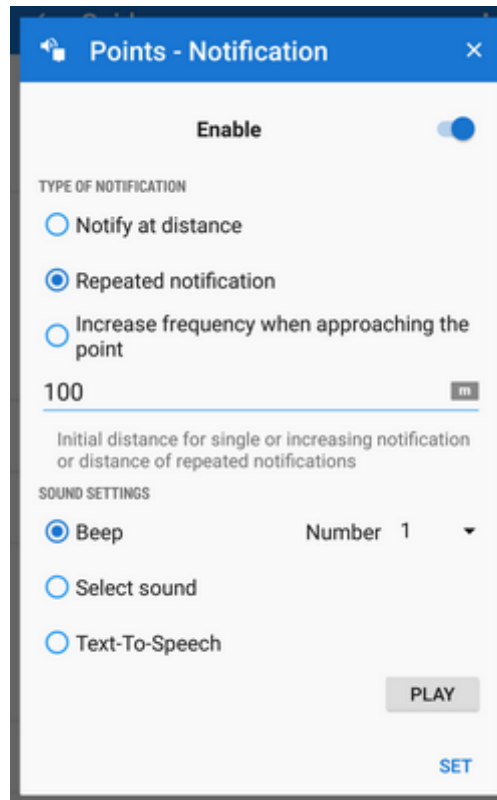 Points - Notification
Enable
TYPE OF NOTIFICATION
Notify at distance
Repeated notification
Increase frequency when approaching the
point
100 m
Initial distance for single or increasing notification
or distance of repeated notifications
SOUND SETTINGS
Beep Number 1
Select sound
Text-To-Speech
PLAY
SET